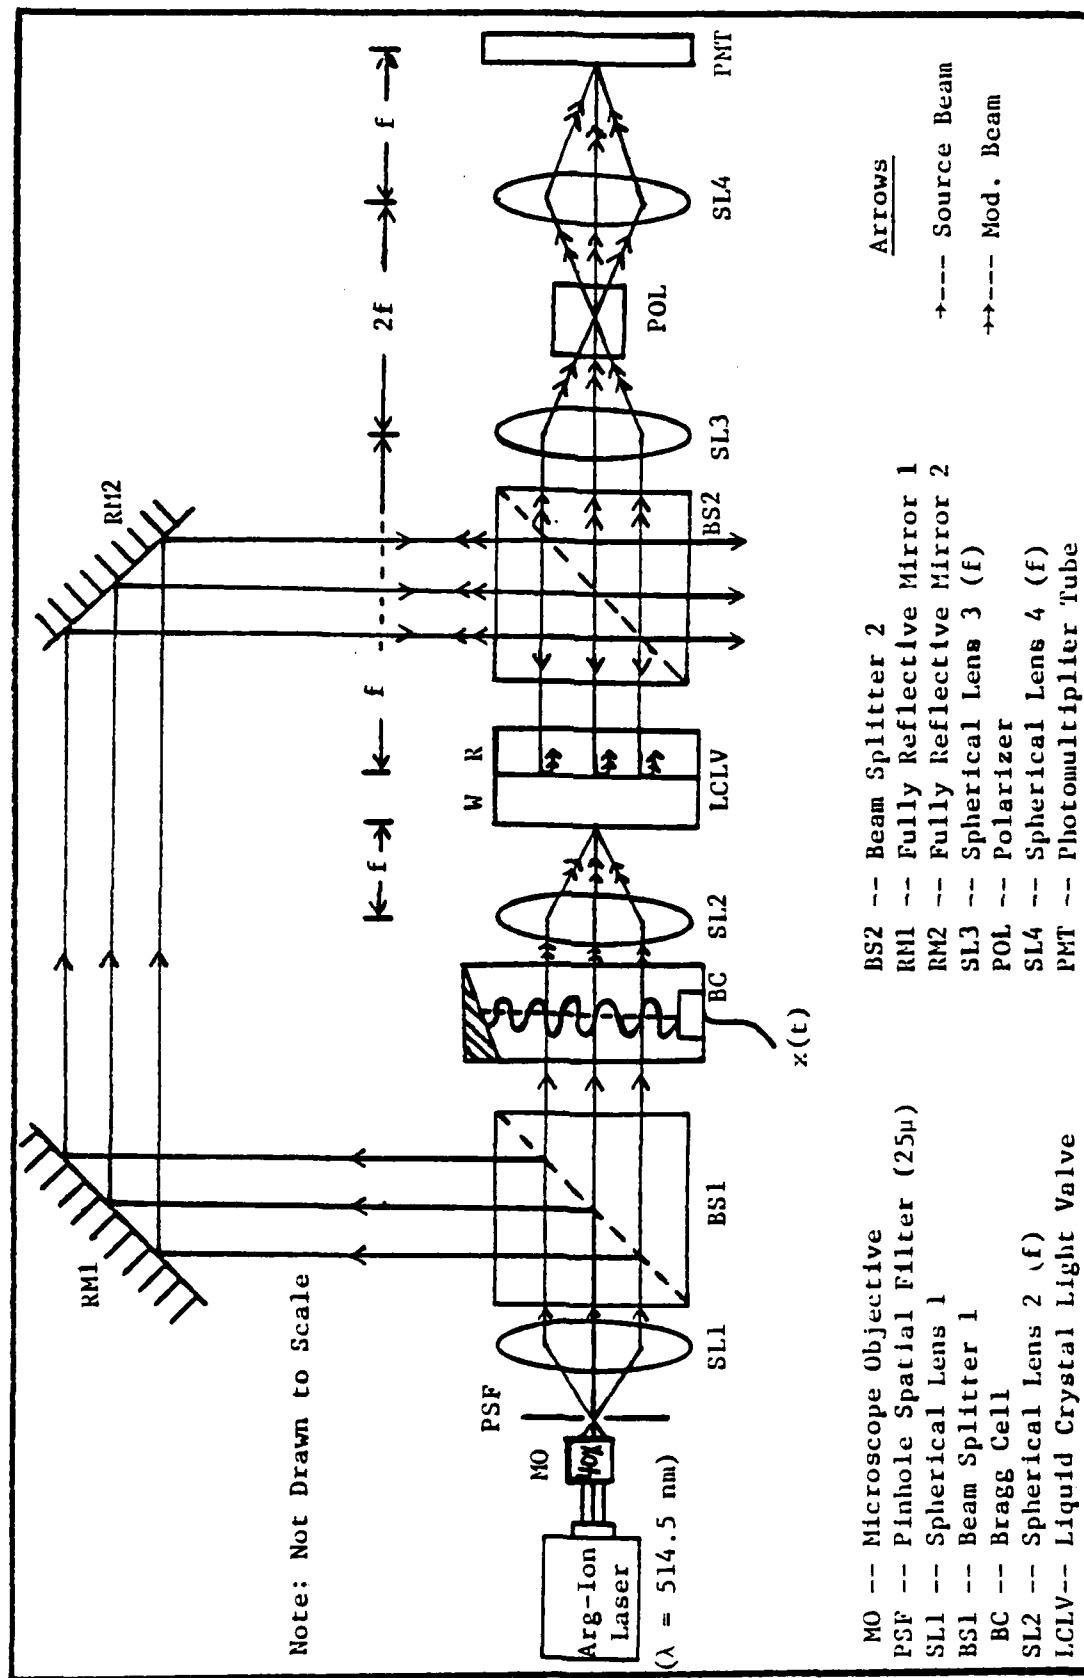 RM1
RM2
Note: Not Drawn to Scale
f
f
2f
f
MO
PSF
Arg-Ion
Laser
(λ = 514.5 nm)
SL1
BS1
BC
x(t)
SL2
W R
LCLV
BS2
SL3
POL
SL4
PMT
MO -- Microscope Objective
PSF -- Pinhole Spatial Filter (25μ)
SL1 -- Spherical Lens 1
BS1 -- Beam Splitter 1
BC -- Bragg Cell
SL2 -- Spherical Lens 2 (f)
LCLV-- Liquid Crystal Light Valve
BS2 -- Beam Splitter 2
RM1 -- Fully Reflective Mirror 1
RM2 -- Fully Reflective Mirror 2
SL3 -- Spherical Lens 3 (f)
POL -- Polarizer
SL4 -- Spherical Lens 4 (f)
PMT -- Photomultiplier Tube
Arrows
→--- Source Beam
→→--- Mod. Beam